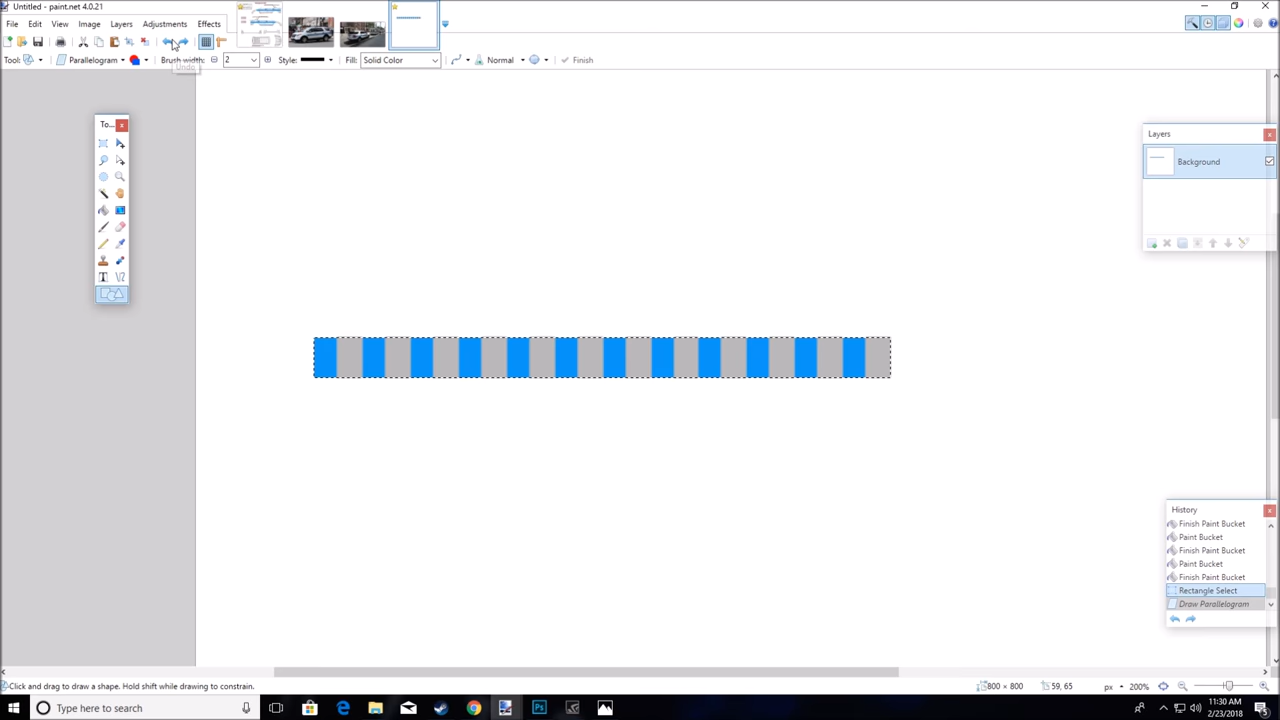 Untitled - paint.net 4.0.21
File Edit View Image Layers Adjustments Effects
Tool: Parallelogram Brush width: 2 Style: Fill: Solid Color Normal Finish
Undo
To...
Layers
Background
History
Finish Paint Bucket
Paint Bucket
Finish Paint Bucket
Paint Bucket
Finish Paint Bucket
Rectangle Select
Draw Parallelogram
Click and drag to draw a shape. Hold shift while drawing to constrain.
800 × 800 59, 65 px 200%
Type here to search
11:30 AM
2/23/2018